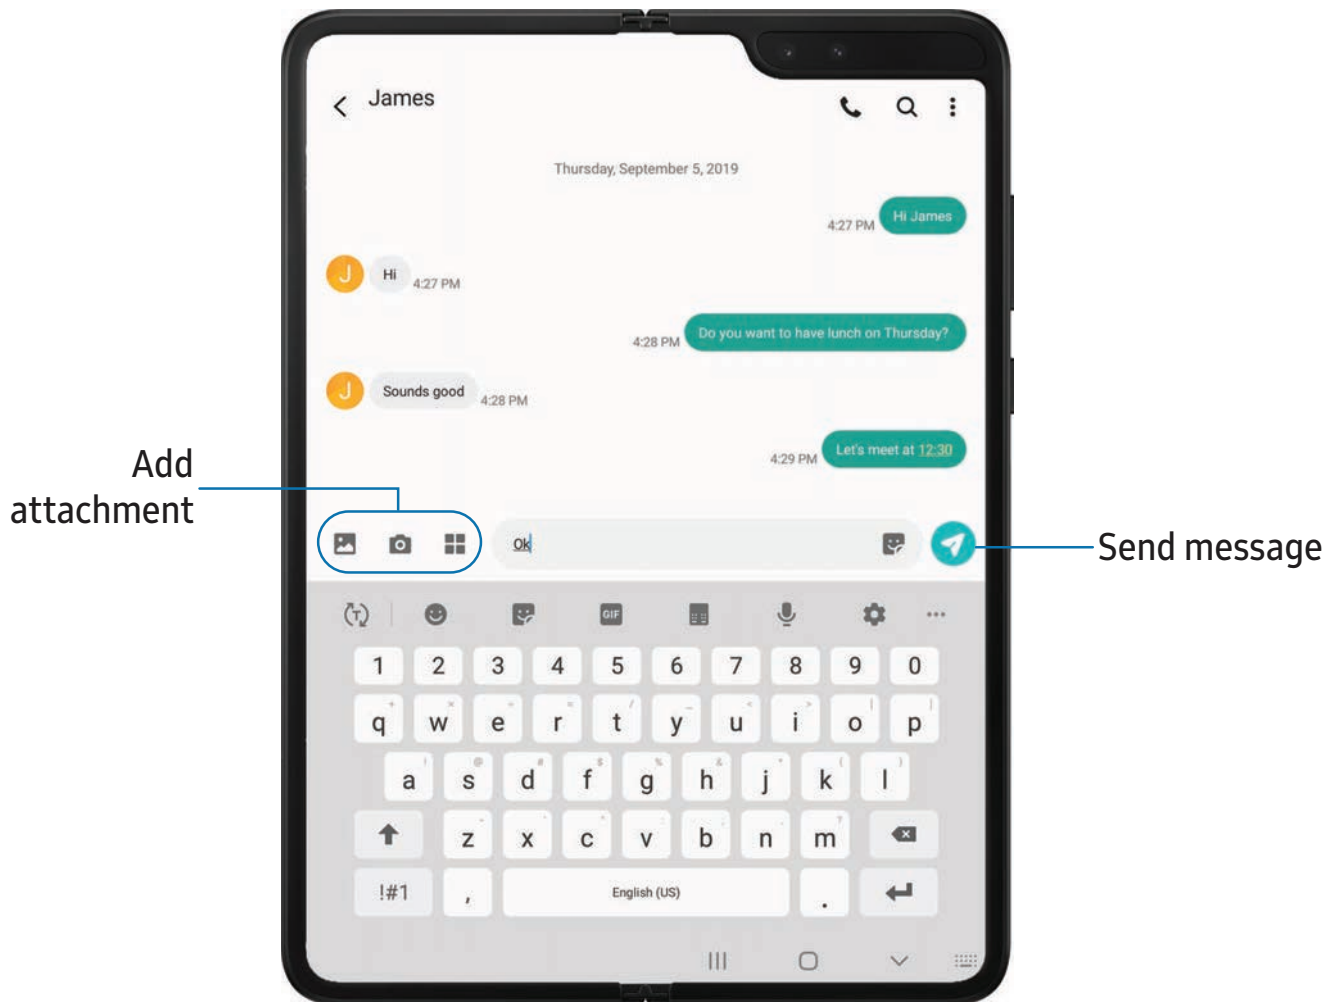 James
Thursday, September 5, 2019
4:27 PM Hi James
J Hi 4:27 PM
4:28 PM Do you want to have lunch on Thursday?
J Sounds good 4:28 PM
4:29 PM Let's meet at 12:30
Add
attachment
Ok
Send message
T GIF
1 2 3 4 5 6 7 8 9 0
q w e r t y u i o p
a s d f g h j k l
z x c v b n m
!#1 , English (US) .